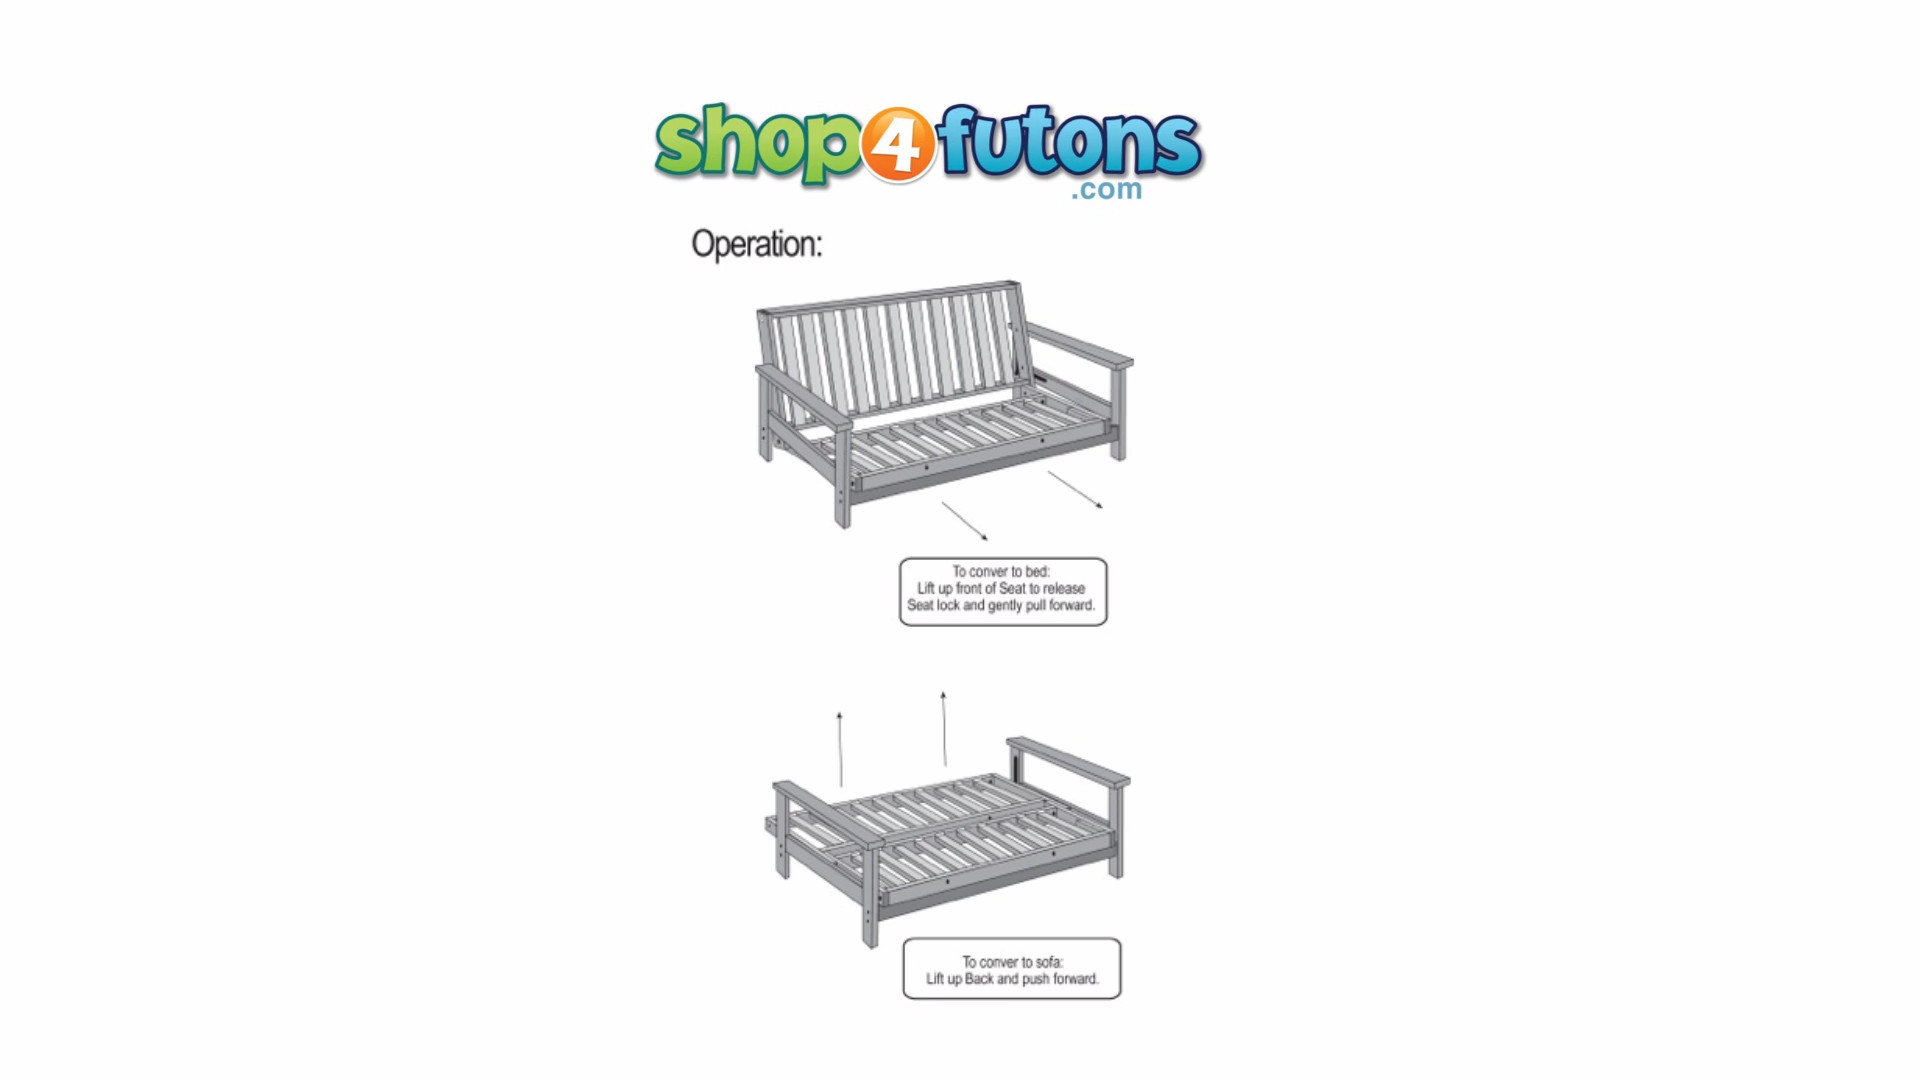 shop4futons
.com
Operation:
To conver to bed:
Lift up front of Seat to release
Seat lock and gently pull forward.
To conver to sofa:
Lift up Back and push forward.